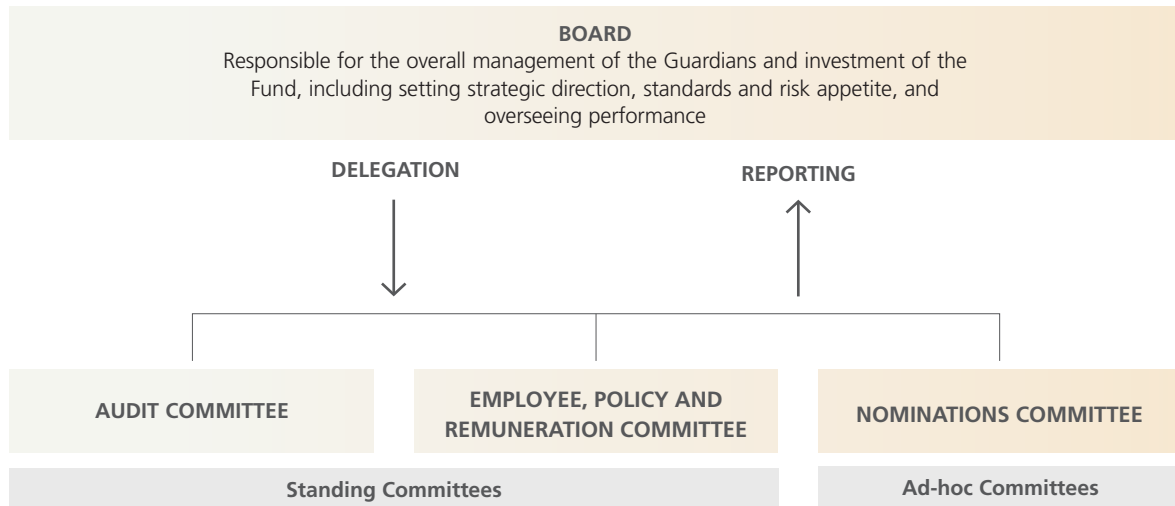 BOARD
Responsible for the overall management of the Guardians and investment of the
Fund, including setting strategic direction, standards and risk appetite, and
overseeing performance
DELEGATION
REPORTING
AUDIT COMMITTEE
EMPLOYEE, POLICY AND
REMUNERATION COMMITTEE
NOMINATIONS COMMITTEE
Standing Committees
Ad-hoc Committees